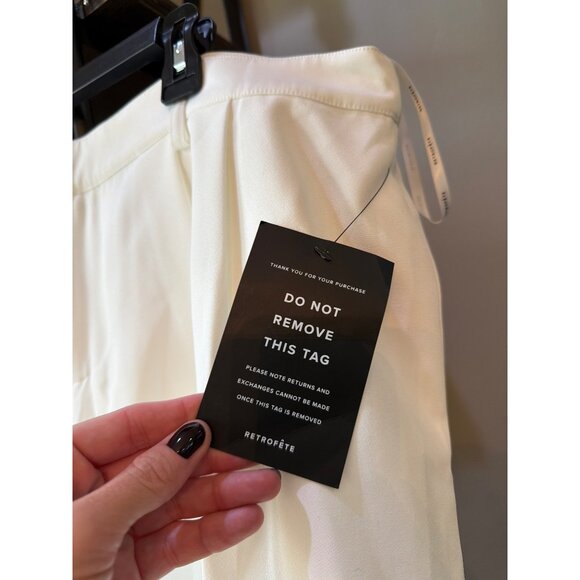 THANK YOU FOR YOUR PURCHASE
DO NOT
REMOVE
THIS TAG
PLEASE NOTE RETURNS AND
EXCHANGES CANNOT BE MADE
ONCE THIS TAG IS REMOVED
RETROFÊTE